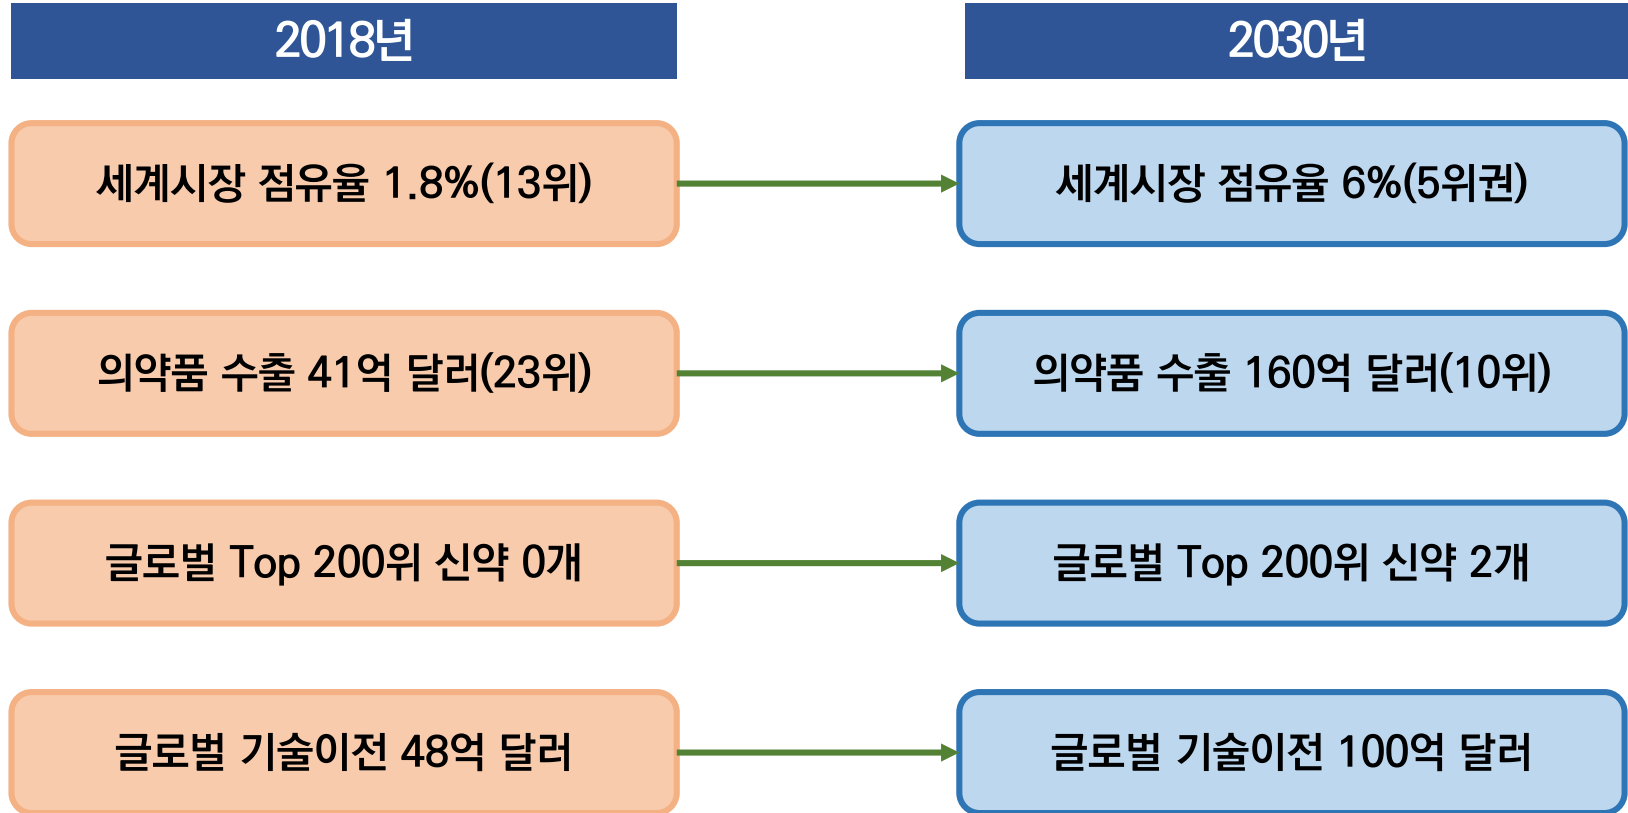 2018년
2030년
세계시장 점유율 1.8%(13위)
세계시장 점유율 6%(5위권)
의약품 수출 41억 달러(23위)
의약품 수출 160억 달러(10위)
글로벌 Top 200위 신약 0개
글로벌 Top 200위 신약 2개
글로벌 기술이전 48억 달러
글로벌 기술이전 100억 달러